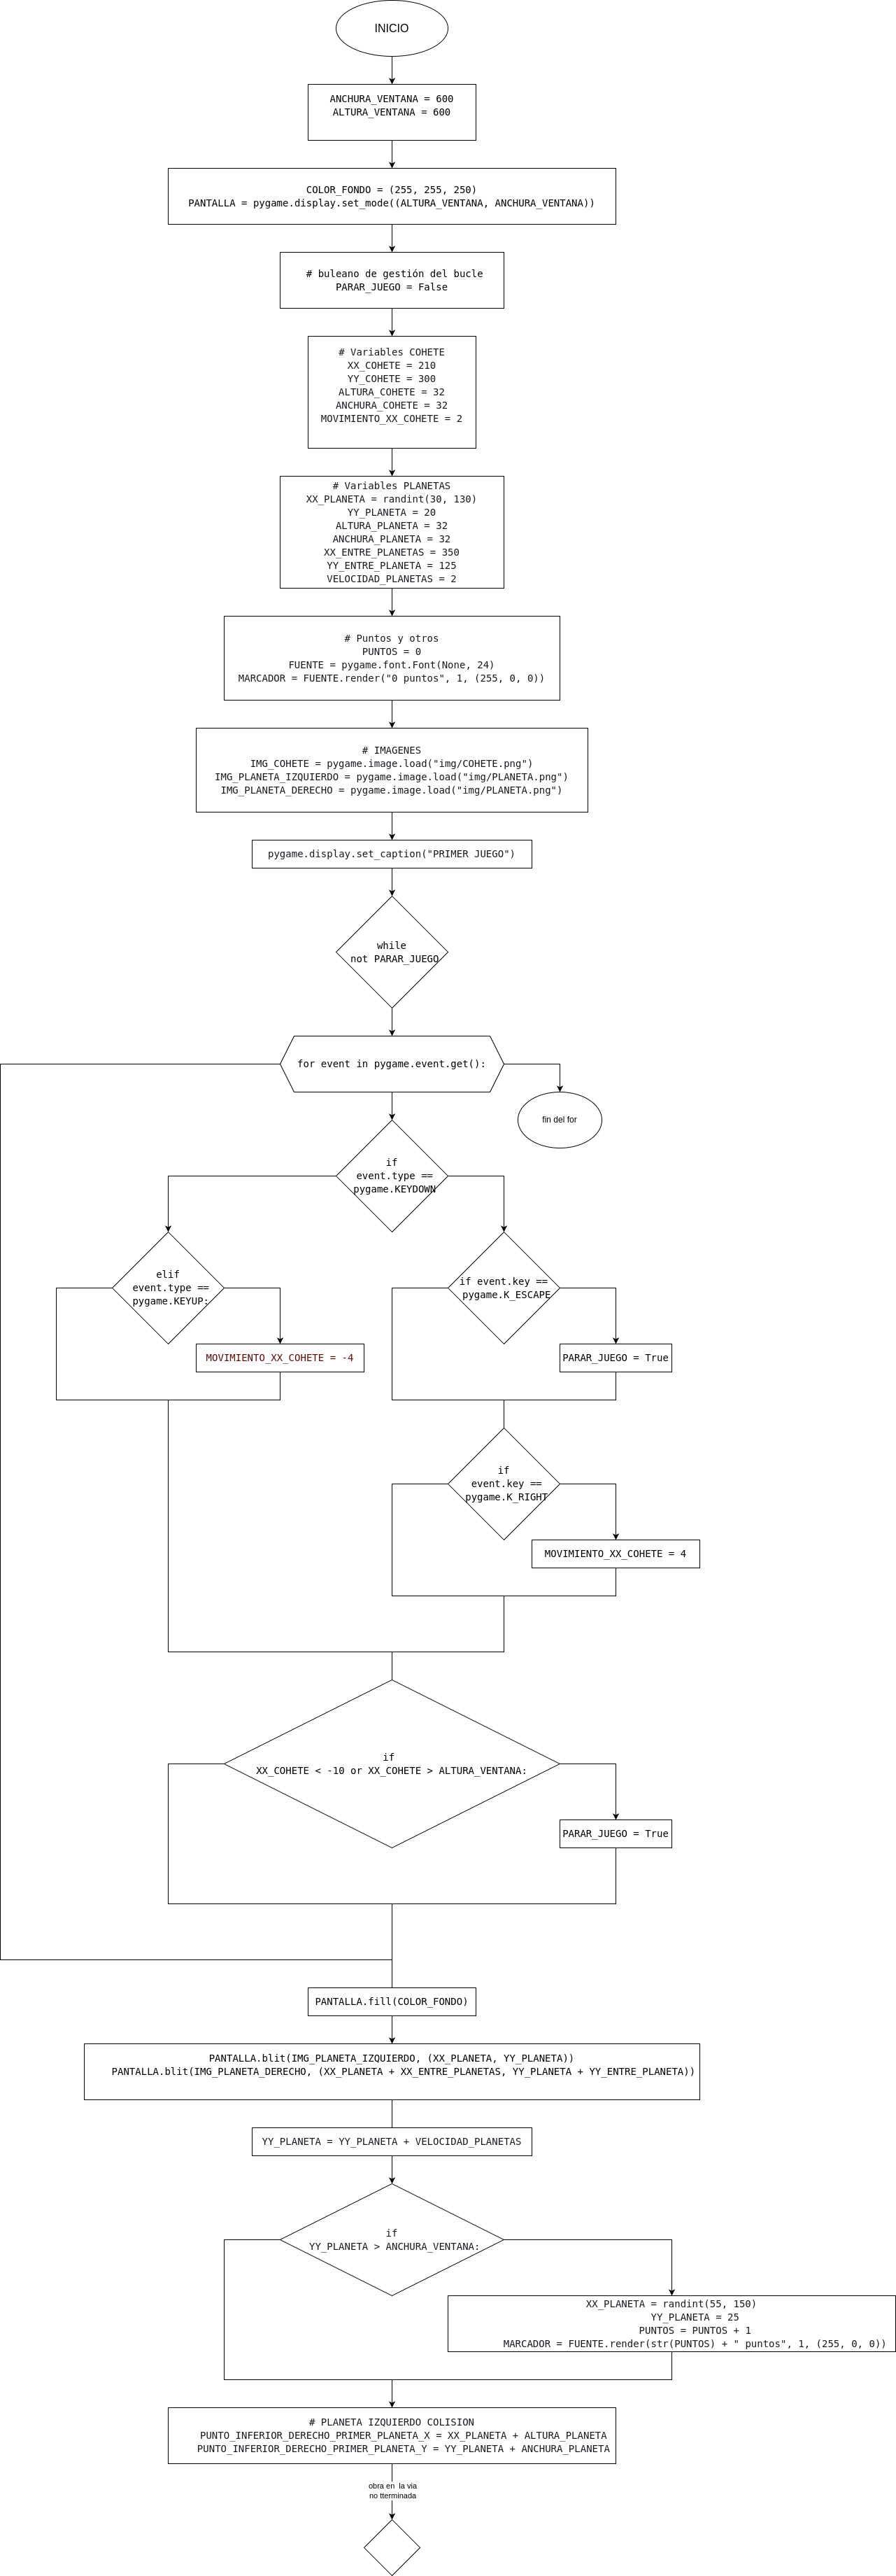 INICIO
ANCHURA_VENTANA = 600
ALTURA_VENTANA = 600
COLOR_FONDO = (255, 255, 250)
PANTALLA = pygame.display.set_mode((ALTURA_VENTANA, ANCHURA_VENTANA))
# buleano de gestión del bucle
PARAR_JUEGO = False
# Variables COHETE
XX_COHETE = 210
YY_COHETE = 300
ALTURA_COHETE = 32
ANCHURA_COHETE = 32
MOVIMIENTO_XX_COHETE = 2
# Variables PLANETAS
XX_PLANETA = randint(30, 130)
YY_PLANETA = 20
ALTURA_PLANETA = 32
ANCHURA_PLANETA = 32
XX_ENTRE_PLANETAS = 350
YY_ENTRE_PLANETA = 125
VELOCIDAD_PLANETAS = 2
# Puntos y otros
PUNTOS = 0
FUENTE = pygame.font.Font(None, 24)
MARCADOR = FUENTE.render("0 puntos", 1, (255, 0, 0))
# IMAGENES
IMG_COHETE = pygame.image.load("img/COHETE.png")
IMG_PLANETA_IZQUIERDO = pygame.image.load("img/PLANETA.png")
IMG_PLANETA_DERECHO = pygame.image.load("img/PLANETA.png")
pygame.display.set_caption("PRIMER JUEGO")
while
not PARAR_JUEGO
for event in pygame.event.get():
fin del for
if
event.type ==
pygame.KEYDOWN
elif
event.type ==
pygame.KEYUP:
if event.key ==
pygame.K_ESCAPE
MOVIMIENTO_XX_COHETE = -4
PARAR_JUEGO = True
if
event.key ==
pygame.K_RIGHT
MOVIMIENTO_XX_COHETE = 4
if
XX_COHETE < -10 or XX_COHETE > ALTURA_VENTANA:
PARAR_JUEGO = True
PANTALLA.fill(COLOR_FONDO)
PANTALLA.blit(IMG_PLANETA_IZQUIERDO, (XX_PLANETA, YY_PLANETA))
PANTALLA.blit(IMG_PLANETA_DERECHO, (XX_PLANETA + XX_ENTRE_PLANETAS, YY_PLANETA + YY_ENTRE_PLANETA))
YY_PLANETA = YY_PLANETA + VELOCIDAD_PLANETAS
if
YY_PLANETA > ANCHURA_VENTANA:
XX_PLANETA = randint(55, 150)
YY_PLANETA = 25
PUNTOS = PUNTOS + 1
MARCADOR = FUENTE.render(str(PUNTOS) + " puntos", 1, (255, 0, 0))
# PLANETA IZQUIERDO COLISION
PUNTO_INFERIOR_DERECHO_PRIMER_PLANETA_X = XX_PLANETA + ALTURA_PLANETA
PUNTO_INFERIOR_DERECHO_PRIMER_PLANETA_Y = YY_PLANETA + ANCHURA_PLANETA
obra en la via
no tterminada